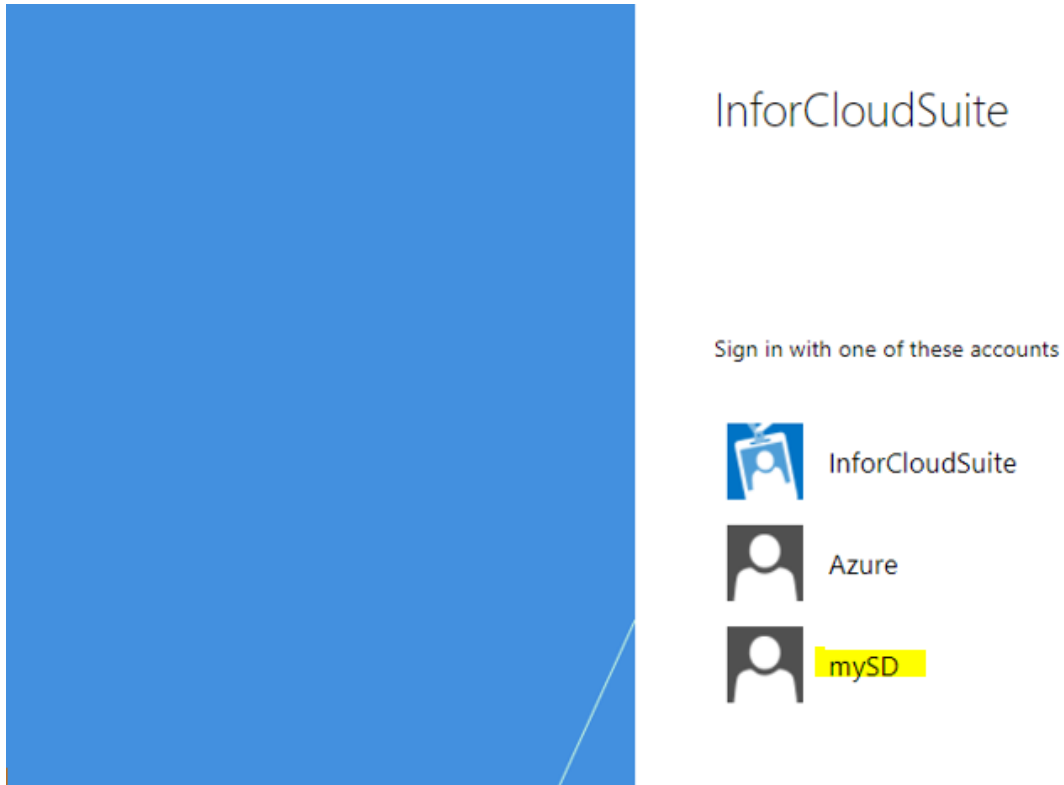 InforCloudSuite
Sign in with one of these accounts
InforCloudSuite
Azure
mySD